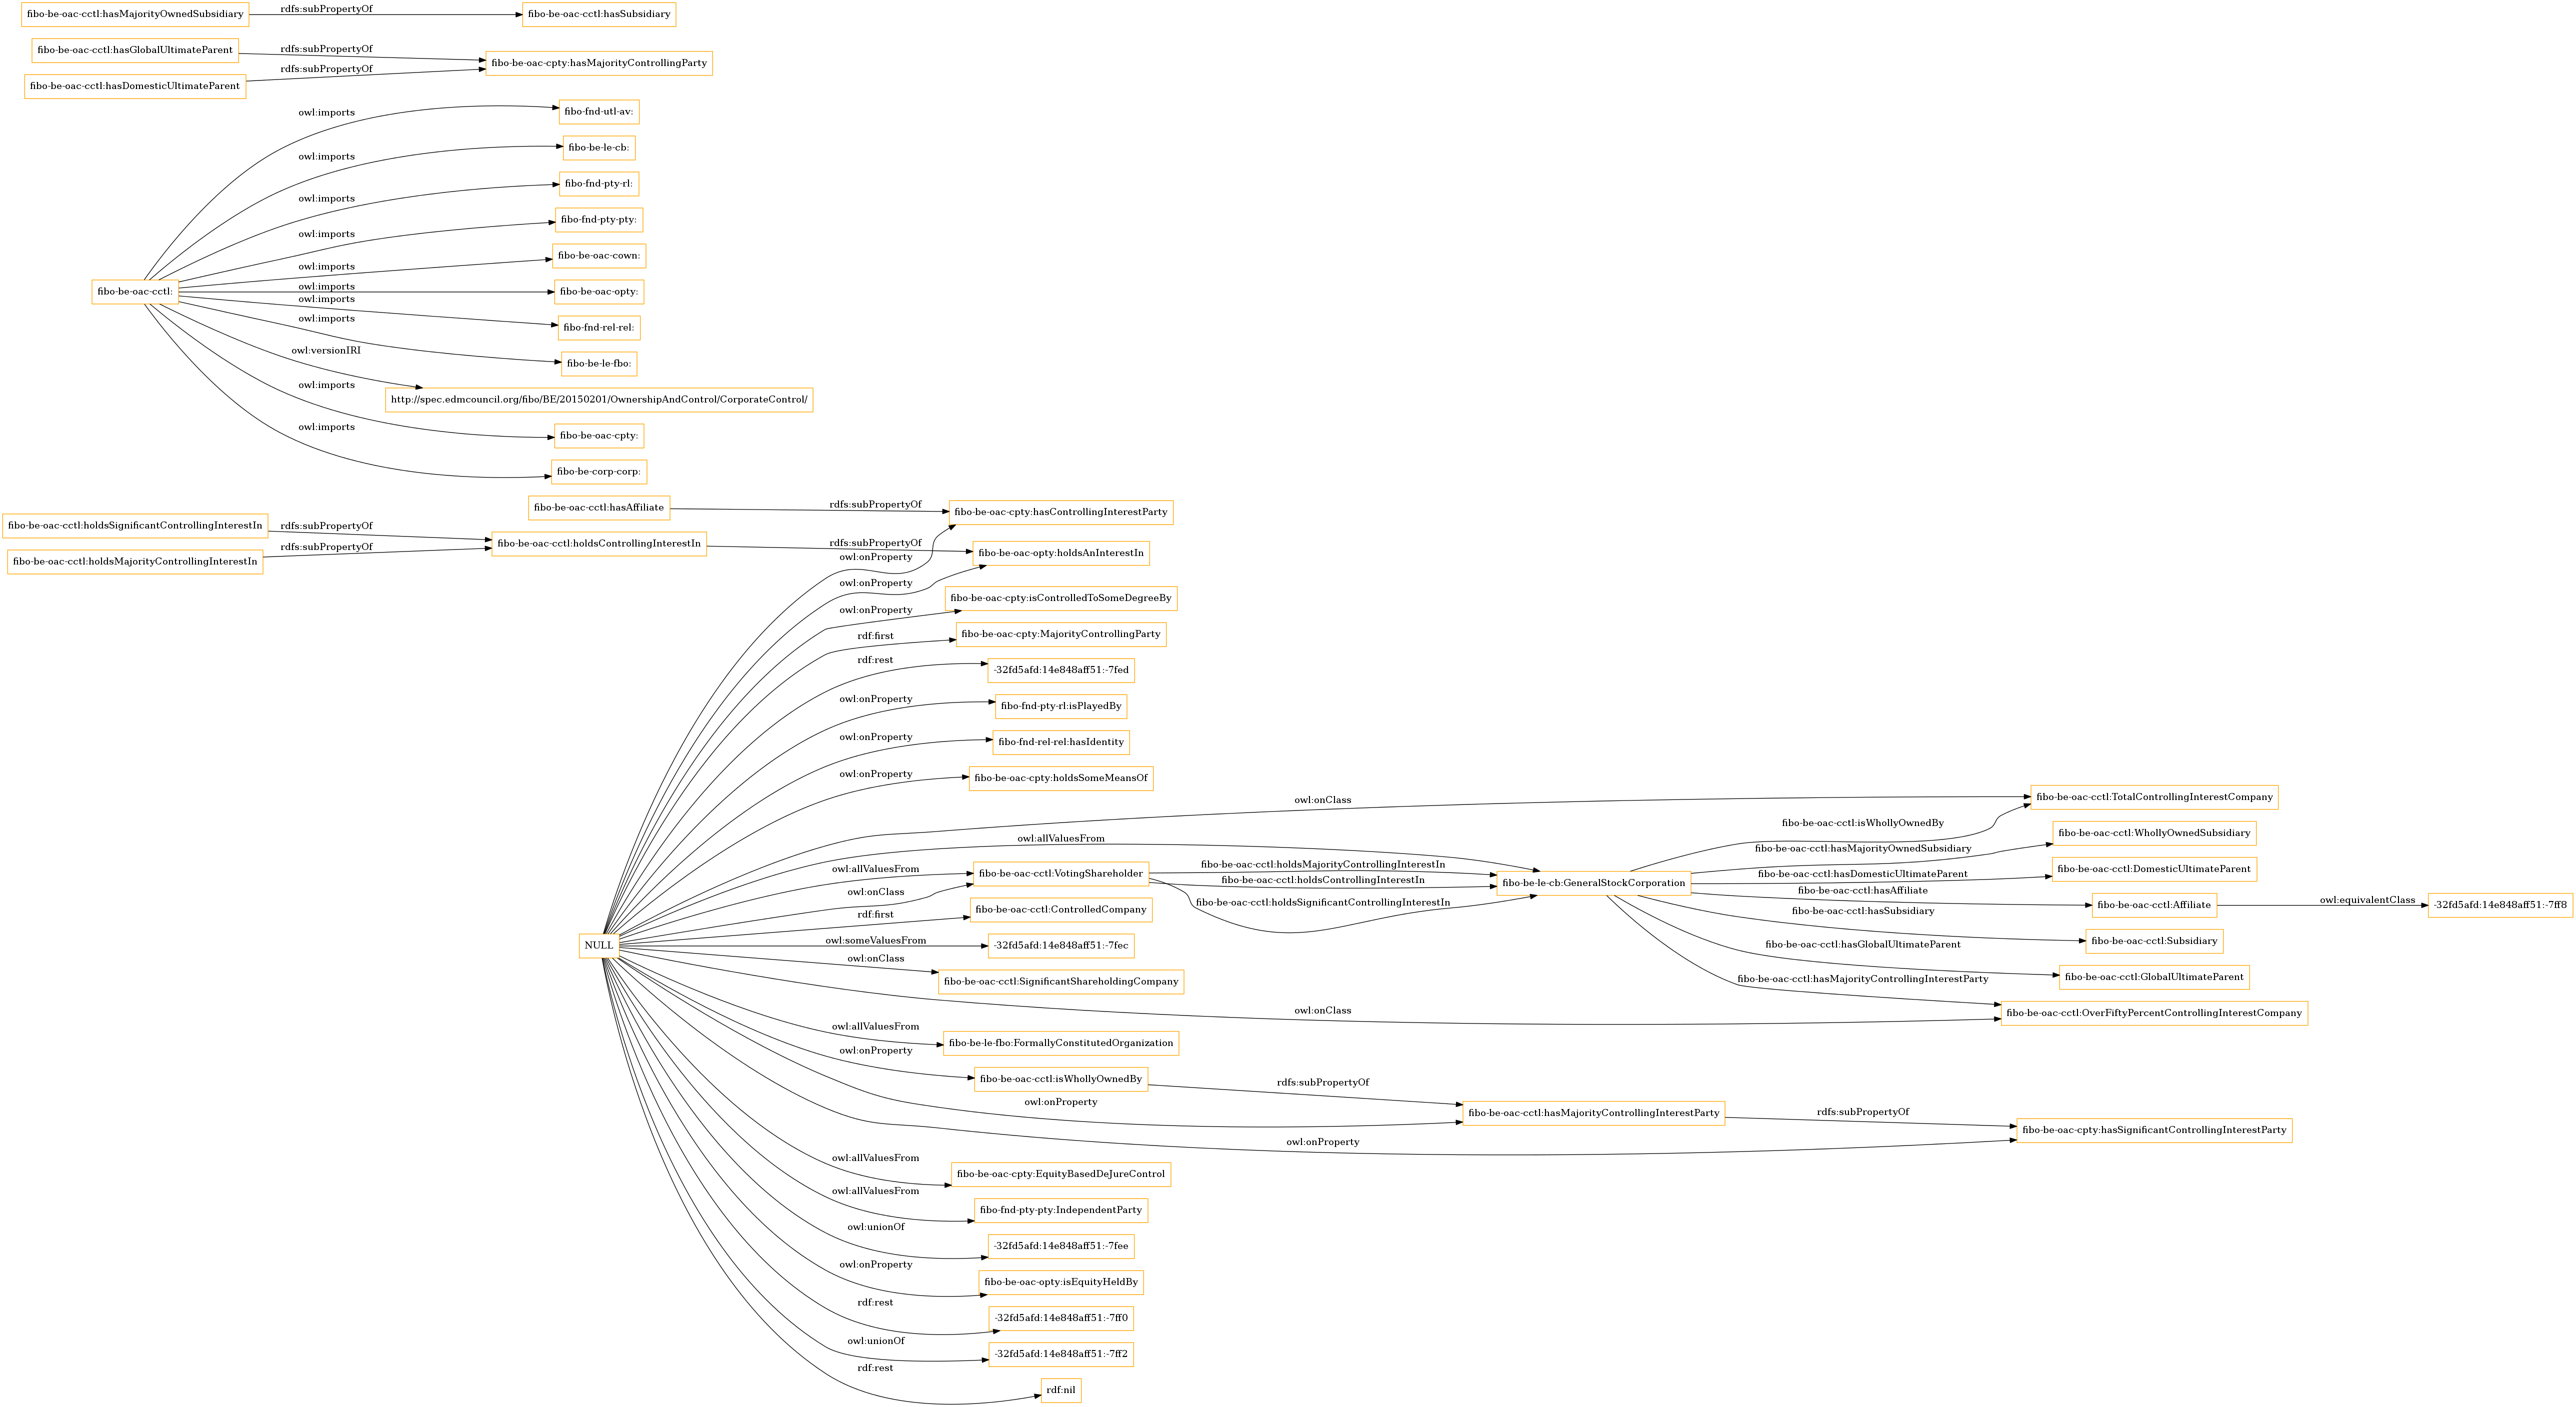 fibo-be-oac-cctl:hasMajorityOwnedSubsidiary
rdfs:subPropertyOf
fibo-be-oac-cctl:hasSubsidiary
fibo-be-oac-cctl:hasGlobalUltimateParent
rdfs:subPropertyOf
fibo-be-oac-cpty:hasMajorityControllingParty
rdfs:subPropertyOf
fibo-be-oac-cctl:hasDomesticUltimateParent
owl:imports
fibo-fnd-utl-av:
owl:imports
fibo-be-le-cb:
owl:imports
fibo-fnd-pty-rl:
owl:imports
fibo-fnd-pty-pty:
owl:imports
fibo-be-oac-cown:
fibo-be-oac-cctl:
owl:imports
fibo-be-oac-opty:
owl:imports
fibo-fnd-rel-rel:
owl:imports
fibo-be-le-fbo:
owl:versionIRI
http://spec.edmcouncil.org/fibo/BE/20150201/OwnershipAndControl/CorporateControl/
owl:imports
fibo-be-oac-cpty:
owl:imports
fibo-be-corp-corp:
fibo-be-oac-cctl:hasAffiliate
rdfs:subPropertyOf
fibo-be-oac-cpty:hasControllingInterestParty
fibo-be-oac-cctl:holdsSignificantControllingInterestIn
rdfs:subPropertyOf
fibo-be-oac-cctl:holdsControllingInterestIn
rdfs:subPropertyOf
fibo-be-oac-opty:holdsAnInterestIn
rdfs:subPropertyOf
fibo-be-oac-cctl:holdsMajorityControllingInterestIn
owl:onProperty
owl:onProperty
owl:onProperty
fibo-be-oac-cpty:isControlledToSomeDegreeBy
rdf:first
fibo-be-oac-cpty:MajorityControllingParty
rdf:rest
-32fd5afd:14e848aff51:-7fed
owl:onProperty
fibo-fnd-pty-rl:isPlayedBy
owl:onProperty
fibo-fnd-rel-rel:hasIdentity
owl:onProperty
fibo-be-oac-cpty:holdsSomeMeansOf
owl:onClass
fibo-be-oac-cctl:TotalControllingInterestCompany
fibo-be-oac-cctl:isWhollyOwnedBy
fibo-be-oac-cctl:WhollyOwnedSubsidiary
owl:allValuesFrom
fibo-be-oac-cctl:hasMajorityOwnedSubsidiary
owl:allValuesFrom
fibo-be-oac-cctl:VotingShareholder
fibo-be-oac-cctl:holdsMajorityControllingInterestIn
fibo-be-oac-cctl:holdsControllingInterestIn
fibo-be-le-cb:GeneralStockCorporation
fibo-be-oac-cctl:hasDomesticUltimateParent
fibo-be-oac-cctl:DomesticUltimateParent
owl:onClass
fibo-be-oac-cctl:holdsSignificantControllingInterestIn
fibo-be-oac-cctl:hasAffiliate
fibo-be-oac-cctl:Affiliate
owl:equivalentClass
-32fd5afd:14e848aff51:-7ff8
rdf:first
fibo-be-oac-cctl:ControlledCompany
fibo-be-oac-cctl:hasSubsidiary
fibo-be-oac-cctl:Subsidiary
NULL
owl:someValuesFrom
-32fd5afd:14e848aff51:-7fec
fibo-be-oac-cctl:hasGlobalUltimateParent
fibo-be-oac-cctl:GlobalUltimateParent
owl:onClass
fibo-be-oac-cctl:SignificantShareholdingCompany
fibo-be-oac-cctl:hasMajorityControllingInterestParty
owl:onClass
fibo-be-oac-cctl:OverFiftyPercentControllingInterestCompany
owl:allValuesFrom
fibo-be-le-fbo:FormallyConstitutedOrganization
owl:onProperty
fibo-be-oac-cctl:isWhollyOwnedBy
rdfs:subPropertyOf
owl:onProperty
fibo-be-oac-cctl:hasMajorityControllingInterestParty
rdfs:subPropertyOf
fibo-be-oac-cpty:hasSignificantControllingInterestParty
owl:onProperty
owl:allValuesFrom
fibo-be-oac-cpty:EquityBasedDeJureControl
owl:allValuesFrom
fibo-fnd-pty-pty:IndependentParty
owl:unionOf
-32fd5afd:14e848aff51:-7fee
owl:onProperty
fibo-be-oac-opty:isEquityHeldBy
rdf:rest
-32fd5afd:14e848aff51:-7ff0
owl:unionOf
-32fd5afd:14e848aff51:-7ff2
rdf:rest
rdf:nil